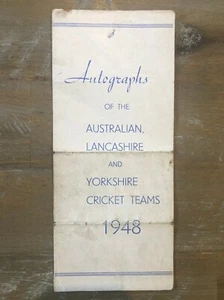 Autographs
OF THE
AUSTRALIAN,
LANCASHIRE
AND
YORKSHIRE
CRICKET TEAMS
1948